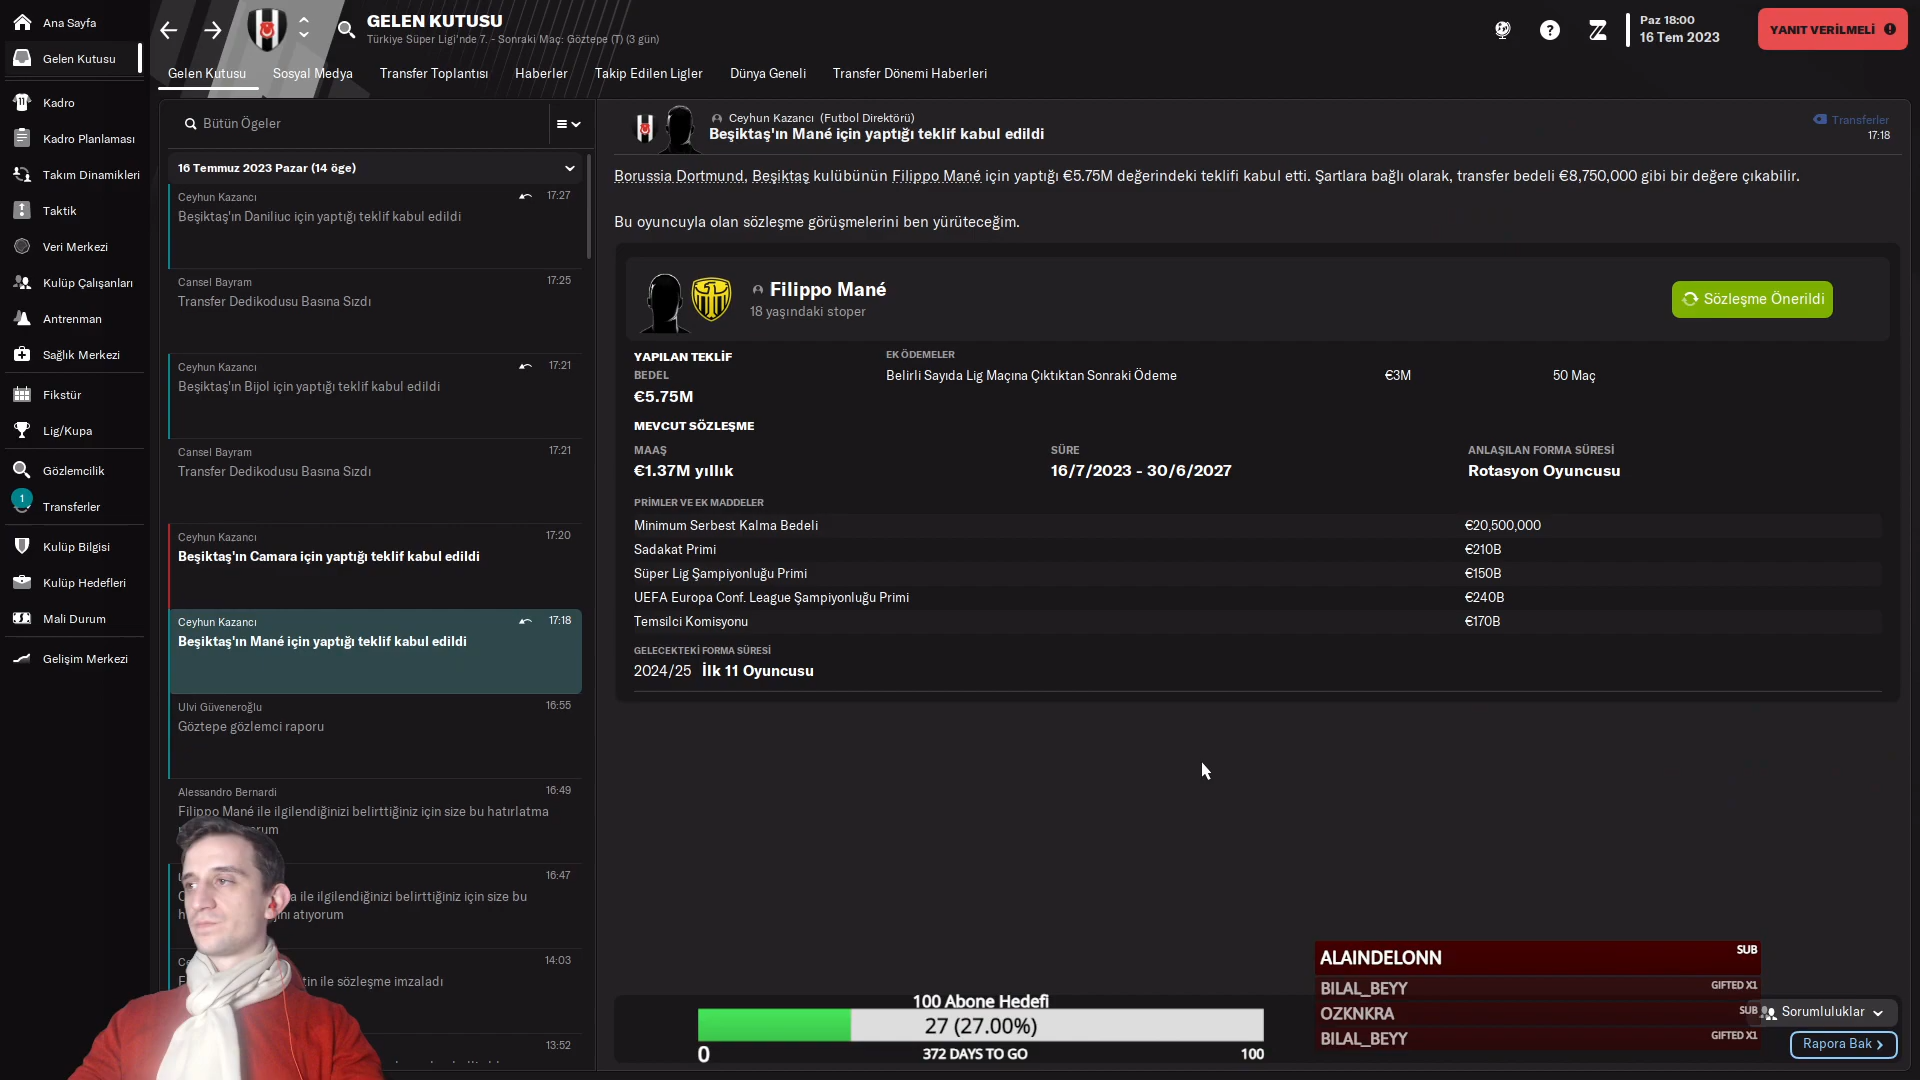 Ana Sayfa
Gelen Kutusu
Kadro
Kadro Planlaması
Takım Dinamikleri
Taktik
Veri Merkezi
Kulüp Çalışanları
Antrenman
Sağlık Merkezi
Fikstür
Lig/Kupa
Gözlemcilik
1
Transferler
Kulüp Bilgisi
Kulüp Hedefleri
Mali Durum
Gelişim Merkezi
GELEN KUTUSU
Türkiye Süper Ligi'nde 7. - Sonraki Maç: Göztepe (T) (3 gün)
Paz 18:00
16 Tem 2023
YANIT VERİLMELİ
Gelen Kutusu
Sosyal Medya
Transfer Toplantısı
Haberler
Takip Edilen Ligler
Dünya Geneli
Transfer Dönemi Haberleri
Bütün Ögeler
16 Temmuz 2023 Pazar (14 öge)
Ceyhun Kazancı 17:27
Beşiktaş'ın Daniliuc için yaptığı teklif kabul edildi
Cansel Bayram 17:25
Transfer Dedikodusu Basına Sızdı
Ceyhun Kazancı 17:21
Beşiktaş'ın Bijol için yaptığı teklif kabul edildi
Cansel Bayram 17:21
Transfer Dedikodusu Basına Sızdı
Ceyhun Kazancı 17:20
Beşiktaş'ın Camara için yaptığı teklif kabul edildi
Ceyhun Kazancı 17:18
Beşiktaş'ın Mané için yaptığı teklif kabul edildi
Ulvi Güveneroğlu 16:55
Göztepe gözlemci raporu
Alessandro Bernardi 16:49
Filippo Mané ile ilgilendiğinizi belirttiğiniz için size bu hatırlatma
16:47
ile ilgilendiğinizi belirttiğiniz için size bu
atıyorum
14:03
ile sözleşme imzaladı
13:52
Ceyhun Kazancı (Futbol Direktörü)
Beşiktaş'ın Mané için yaptığı teklif kabul edildi
Transferler
17:18
Borussia Dortmund, Beşiktaş kulübünün Filippo Mané için yaptığı €5.75M değerindeki teklifi kabul etti. Şartlara bağlı olarak, transfer bedeli €8,750,000 gibi bir değere çıkabilir.
Bu oyuncuyla olan sözleşme görüşmelerini ben yürüteceğim.
Filippo Mané
18 yaşındaki stoper
Sözleşme Önerildi
YAPILAN TEKLİF
BEDEL
€5.75M
EK ÖDEMELER
Belirli Sayıda Lig Maçına Çıktıktan Sonraki Ödeme €3M 50 Maç
MEVCUT SÖZLEŞME
MAAŞ SÜRE ANLAŞILAN FORMA SÜRESİ
€1.37M yıllık 16/7/2023 - 30/6/2027 Rotasyon Oyuncusu
PRİMLER VE EK MADDELER
Minimum Serbest Kalma Bedeli €20,500,000
Sadakat Primi €210B
Süper Lig Şampiyonluğu Primi €150B
UEFA Europa Conf. League Şampiyonluğu Primi €240B
Temsilci Komisyonu €170B
GELECEKTEKİ FORMA SÜRESİ
2024/25 İlk 11 Oyuncusu
100 Abone Hedefi
27 (27.00%)
0 372 DAYS TO GO 100
ALAINDELONN SUB
BILAL_BEYY GIFTED X1
OZKNKRA SUB
BILAL_BEYY GIFTED X1
Sorumluluklar
Rapora Bak